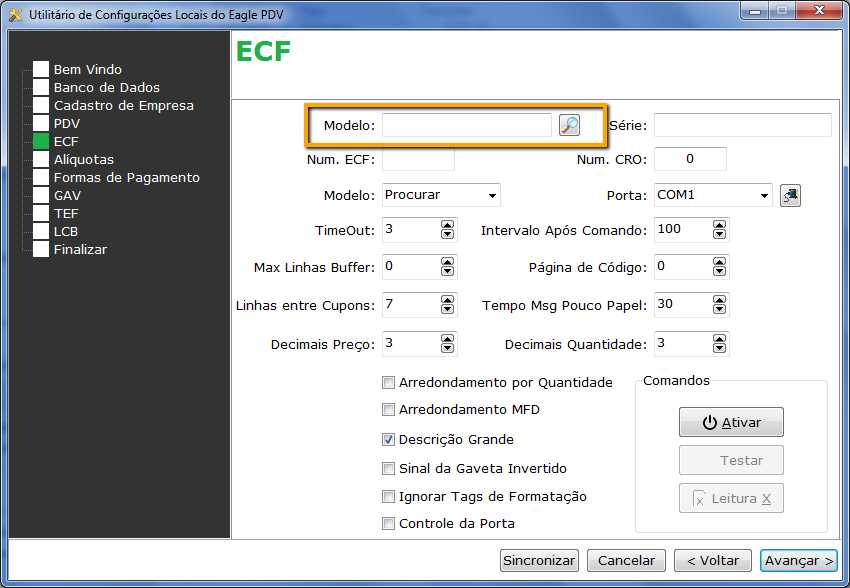 Utilitário de Configurações Locais do Eagle PDV
Bem Vindo
Banco de Dados
Cadastro de Empresa
PDV
ECF
Alíquotas
Formas de Pagamento
GAV
TEF
LCB
Finalizar
ECF
Modelo: Série:
Num. ECF: Num. CRO: 0
Modelo: Procurar Porta: COM1
TimeOut: 3 Intervalo Após Comando: 100
Max Linhas Buffer: 0 Página de Código: 0
Linhas entre Cupons: 7 Tempo Msg Pouco Papel: 30
Decimais Preço: 3 Decimais Quantidade: 3
Arredondamento por Quantidade
Arredondamento MFD
Descrição Grande
Sinal da Gaveta Invertido
Ignorar Tags de Formatação
Controle da Porta
Comandos
Ativar
Testar
Leitura X
Sincronizar Cancelar < Voltar Avançar >